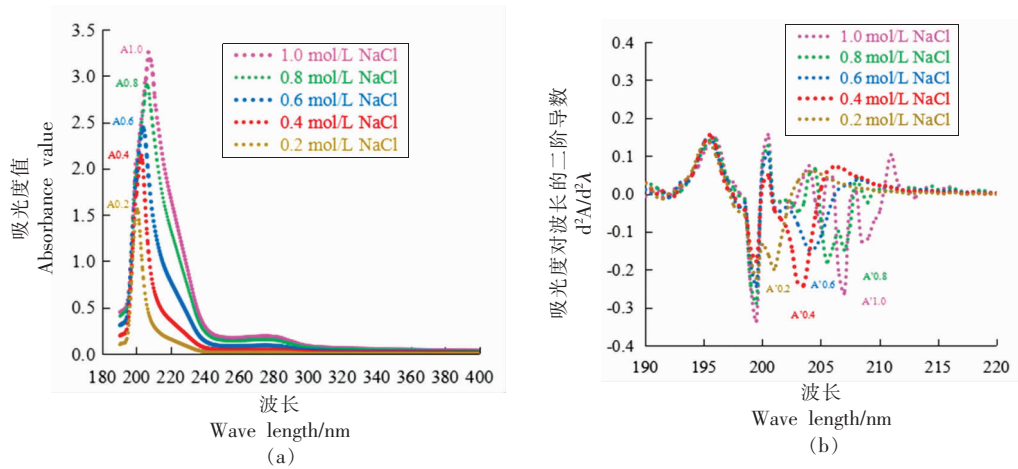 3.5
3.0
2.5
2.0
1.5
1.0
0.5
0.0
吸光度值
Absorbance value
A1.0
A0.8
A0.6
A0.4
A0.2
1.0 mol/L NaCl
0.8 mol/L NaCl
0.6 mol/L NaCl
0.4 mol/L NaCl
0.2 mol/L NaCl
180 200 220 240 260 280 300 320 340 360 380 400
波长
Wave length/nm
(a)
0.4
0.3
0.2
0.1
0.0
-0.1
-0.2
-0.3
-0.4
吸光度对波长的二阶导数
d²A/d²λ
1.0 mol/L NaCl
0.8 mol/L NaCl
0.6 mol/L NaCl
0.4 mol/L NaCl
0.2 mol/L NaCl
A'0.2
A'0.4
A'0.6
A'0.8
A'1.0
190 195 200 205 210 215 220
波长
Wave length/nm
(b)